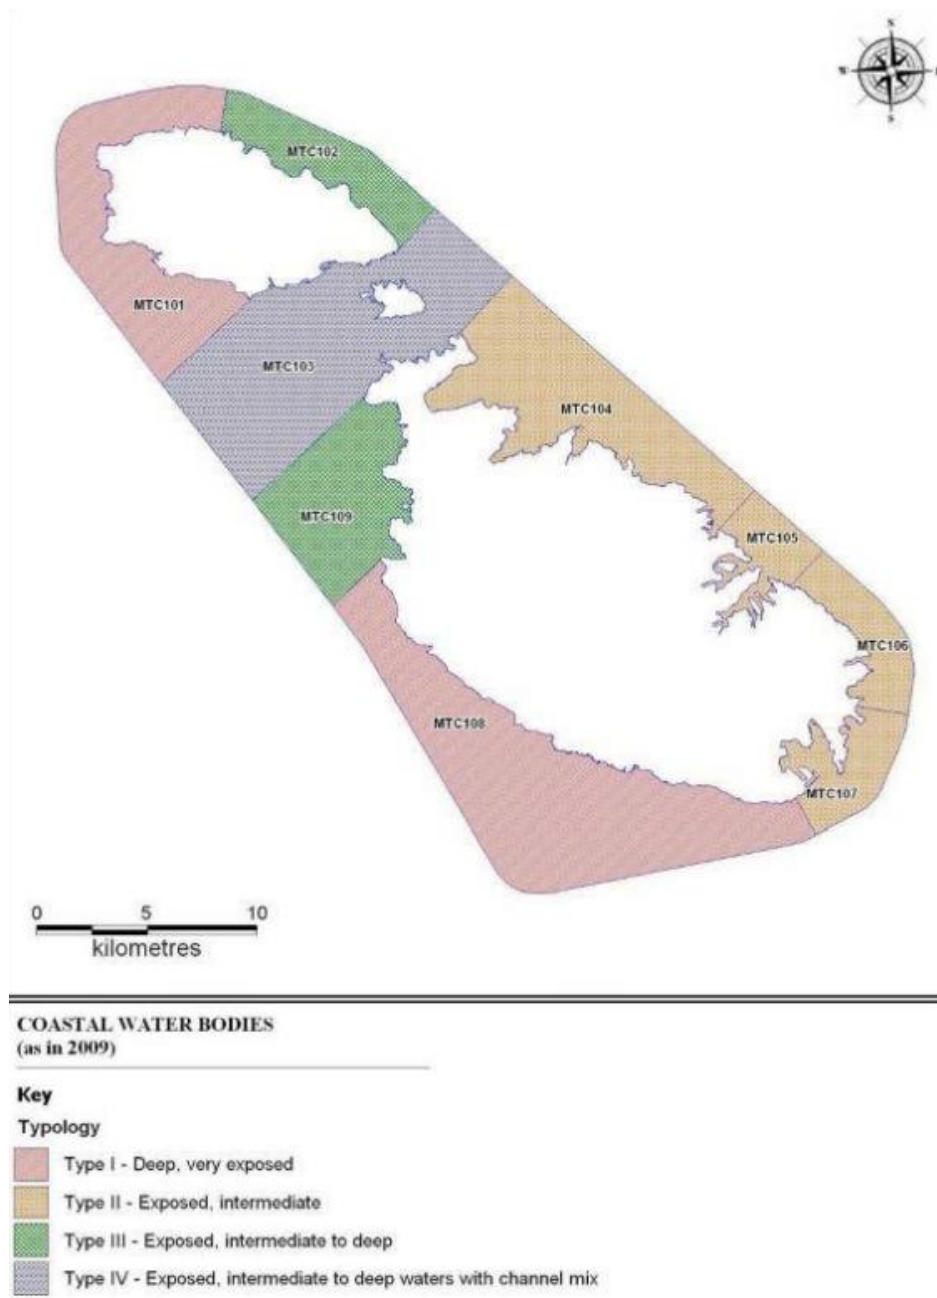 N
W
S
MTC102
MTC101
MTC103
MTC104
MTC109
MTC105
MTC106
MTC108
MTC107
0 5 10
kilometres
COASTAL WATER BODIES
(as in 2009)
Key
Typology
Type I - Deep, very exposed
Type II - Exposed, intermediate
Type III - Exposed, intermediate to deep
Type IV - Exposed, intermediate to deep waters with channel mix